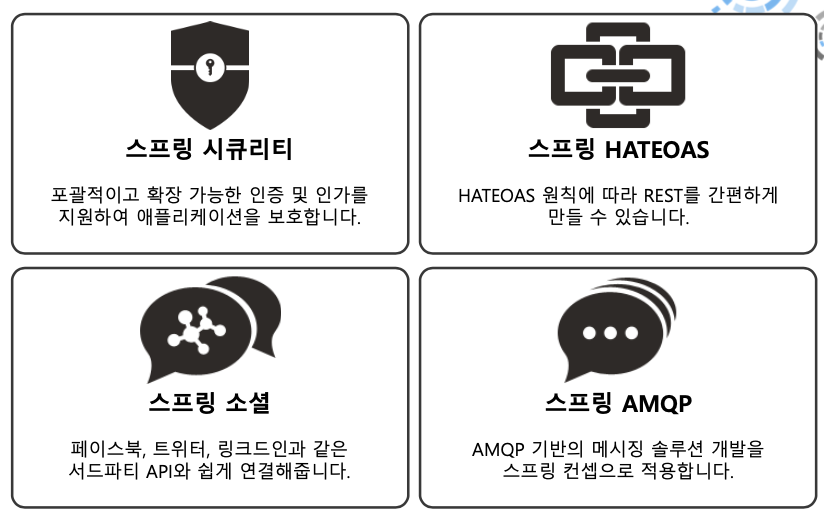 스프링 시큐리티
포괄적이고 확장 가능한 인증 및 인가를
지원하여 애플리케이션을 보호합니다.
스프링 HATEOAS
HATEOAS 원칙에 따라 REST를 간편하게
만들 수 있습니다.
스프링 소셜
페이스북, 트위터, 링크드인과 같은
서드파티 API와 쉽게 연결해줍니다.
스프링 AMQP
AMQP 기반의 메시징 솔루션 개발을
스프링 컨셉으로 적용합니다.